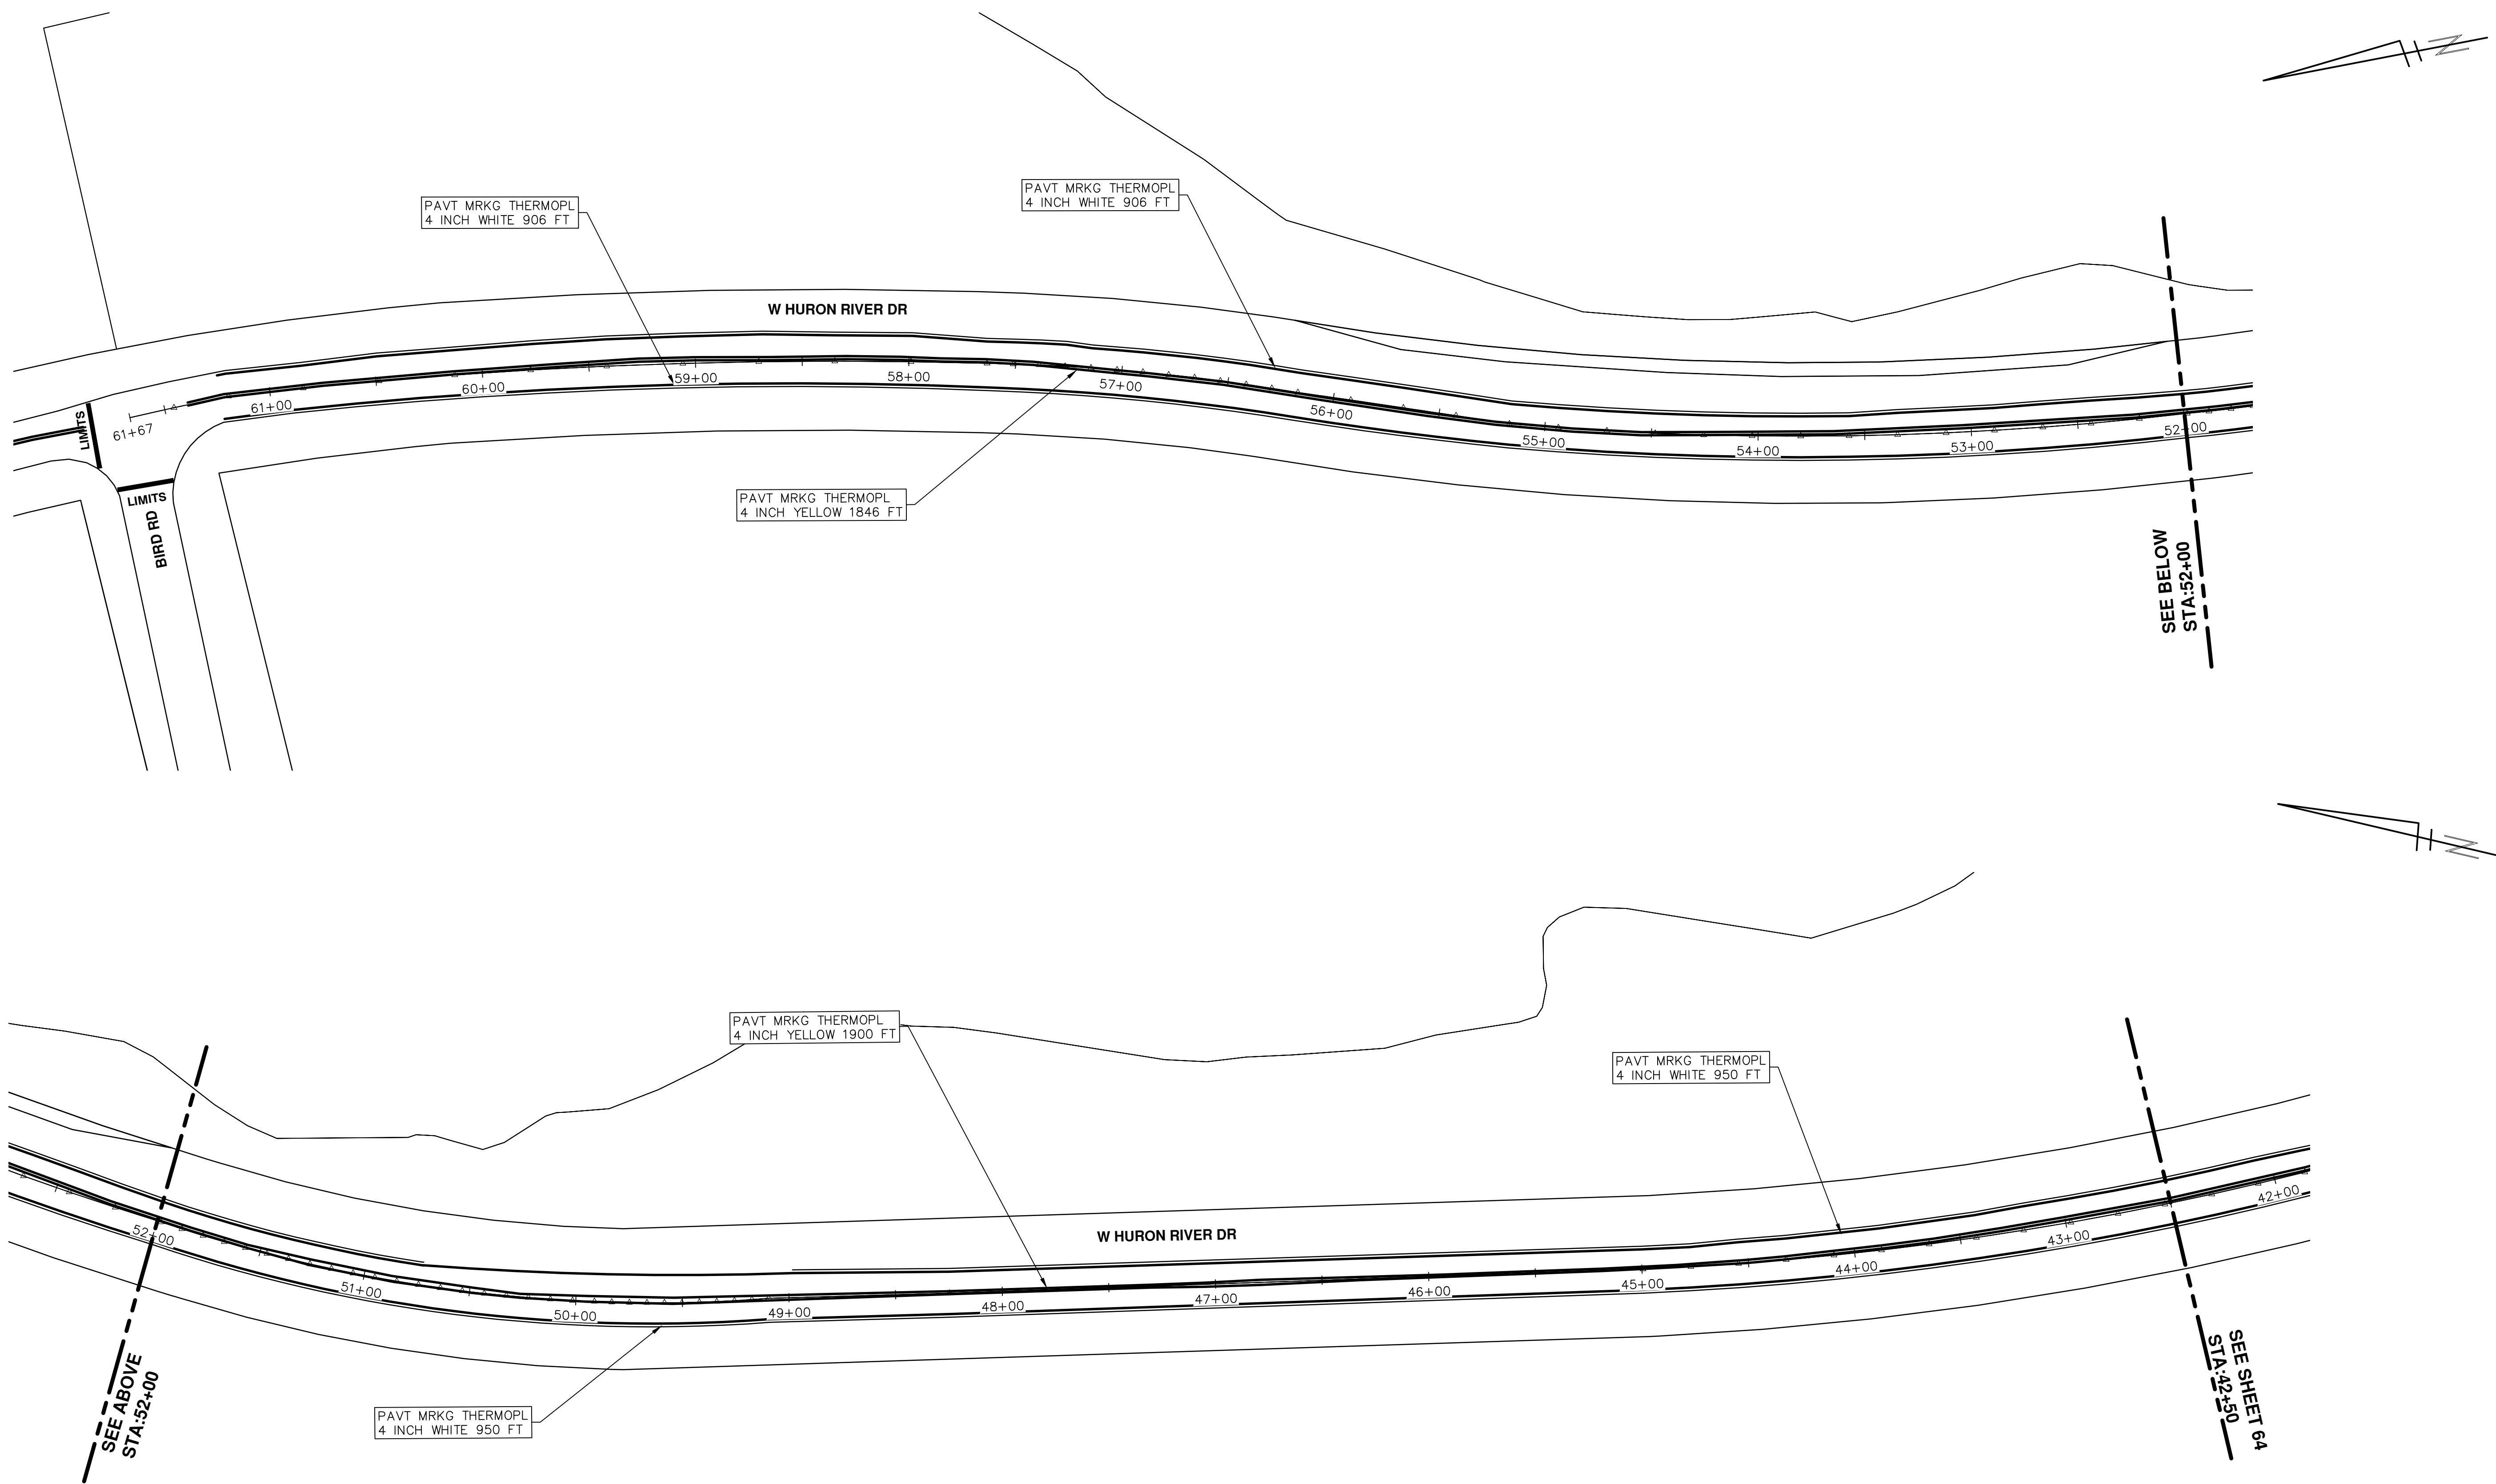 N
PAVT MRKG THERMOPL
4 INCH WHITE 906 FT
PAVT MRKG THERMOPL
4 INCH WHITE 906 FT
W HURON RIVER DR
61+67
61+00
60+00
59+00
58+00
57+00
56+00
55+00
54+00
53+00
52+00
LIMITS
LIMITS
BIRD RD
PAVT MRKG THERMOPL
4 INCH YELLOW 1846 FT
SEE BELOW
STA:52+00
N
PAVT MRKG THERMOPL
4 INCH YELLOW 1900 FT
PAVT MRKG THERMOPL
4 INCH WHITE 950 FT
W HURON RIVER DR
52+00
51+00
50+00
49+00
48+00
47+00
46+00
45+00
44+00
43+00
42+00
SEE ABOVE
STA:52+00
PAVT MRKG THERMOPL
4 INCH WHITE 950 FT
SEE SHEET 64
STA:42+50